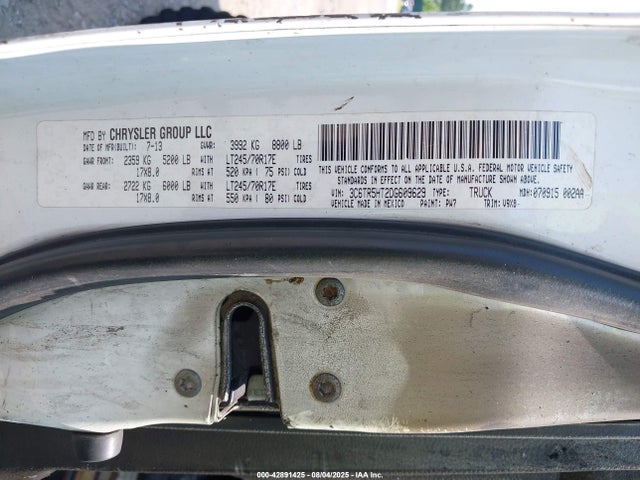 MFD BY CHRYSLER GROUP LLC
DATE OF MFR(BUILT): 7-13 GVWR: 3992 KG 8800 LB
GAWR FRONT: 2359 KG 5200 LB WITH LT245/70R17E TIRES
17X8.0 RIMS AT 520 KPA( 75 PSI) COLD
GAWR REAR: 2722 KG 6000 LB WITH LT245/70R17E TIRES
17X8.0 RIMS AT 550 KPA( 80 PSI) COLD
THIS VEHICLE CONFORMS TO ALL APPLICABLE U.S.A. FEDERAL MOTOR VEHICLE SAFETY
STANDARDS IN EFFECT ON THE DATE OF MANUFACTURE SHOWN ABOVE.
VIN: 3C6TR5HT2DG609629 TYPE: TRUCK MDH: 070915 002AA
VEHICLE MADE IN MEXICO PAINT: PW7 TRIM: V9X8
000-42891425 - 08/04/2025 - IAA Inc.